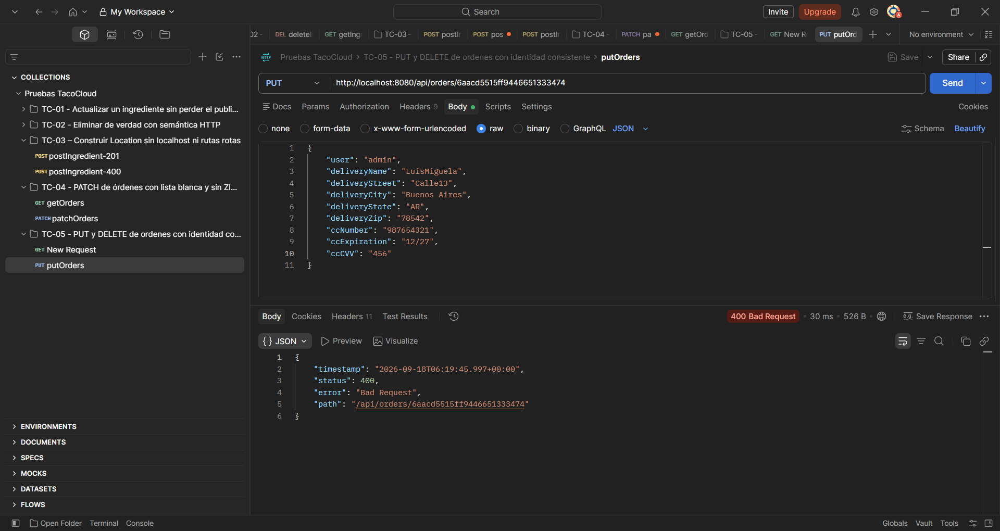 My Workspace
Search
Invite
Upgrade
02 -
DEL deletel
GET getIng
TC-03 -
POST postIn
POST pos
POST postIn
TC-04 -
PATCH pa
GET getOrd
TC-05 -
GET New R
PUT putOrd
No environment
Pruebas TacoCloud > TC-05 - PUT y DELETE de ordenes con identidad consistente > putOrders
Save
Share
COLLECTIONS
Pruebas TacoCloud
TC-01 - Actualizar un ingrediente sin perder el publi...
TC-02 - Eliminar de verdad con semántica HTTP
TC-03 – Construir Location sin localhost ni rutas rotas
POST postIngredient-201
POST postIngredient-400
TC-04 - PATCH de órdenes con lista blanca y sin ZI...
GET getOrders
PATCH patchOrders
TC-05 - PUT y DELETE de ordenes con identidad co...
GET New Request
PUT putOrders
ENVIRONMENTS
DOCUMENTS
SPECS
MOCKS
DATASETS
FLOWS
HTTP
PUT
http://localhost:8080/api/orders/6aacd5515ff9446651333474
Send
Docs
Params
Authorization
Headers 9
Body
Scripts
Settings
Cookies
none
form-data
x-www-form-urlencoded
raw
binary
GraphQL
JSON
Schema
Beautify
1 {
2 "user": "admin",
3 "deliveryName": "LuisMiguela",
4 "deliveryStreet": "Calle13",
5 "deliveryCity": "Buenos Aires",
6 "deliveryState": "AR",
7 "deliveryZip": "78542",
8 "ccNumber": "987654321",
9 "ccExpiration": "12/27",
10 "ccCVV": "456"
11 }
Body
Cookies
Headers 11
Test Results
400 Bad Request
30 ms
526 B
e.g. Save Response
{} JSON
Preview
Visualize
1 {
2 "timestamp": "2026-09-18T06:19:45.997+00:00",
3 "status": 400,
4 "error": "Bad Request",
5 "path": "/api/orders/6aacd5515ff9446651333474"
6 }
Open Folder
Terminal
Console
Globals
Vault
Tools